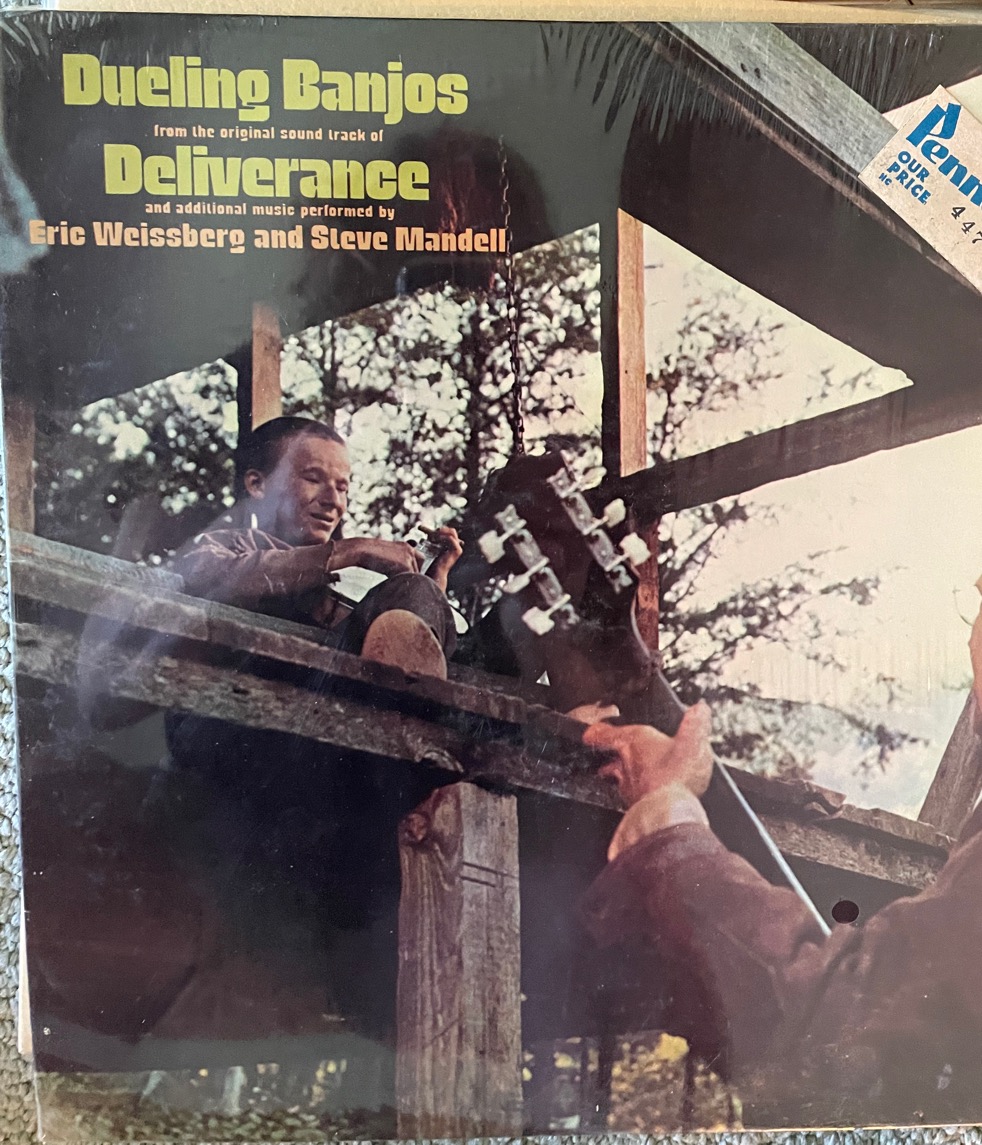 Dueling Banjos
from the original sound track of
Deliverance
and additional music performed by
Eric Weissberg and Steve Mandell
Penn
OUR
PRICE
NC
447